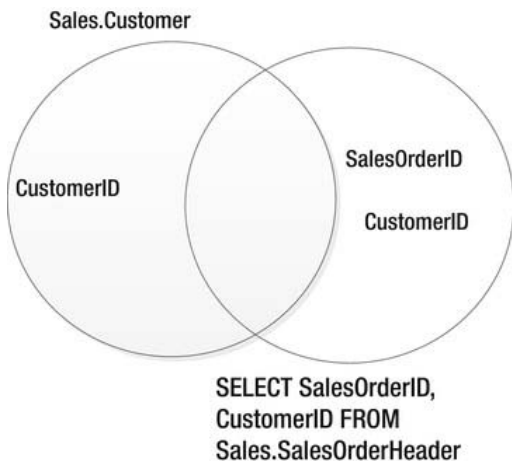 Sales.Customer
SalesOrderID
CustomerID
CustomerID
SELECT SalesOrderID,
CustomerID FROM
Sales.SalesOrderHeader